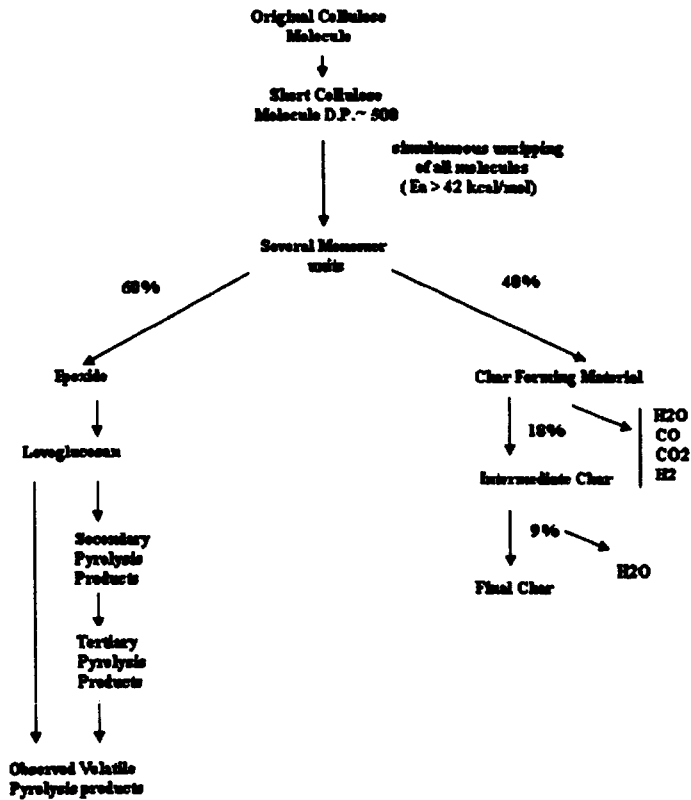 Original Cellulose
Molecule
Short Cellulose
Molecule D.P.~ 500
simultaneous unzipping
of all molecules
( Ea > 42 kcal/mol)
Several Monomer
units
60%
40%
Epoxide
Char Forming Material
H2O
CO
CO2
H2
18%
Levoglucosan
Intermediate Char
9%
H2O
Final Char
Secondary
Pyrolysis
Products
Tertiary
Pyrolysis
Products
Observed Volatile
Pyrolysis products